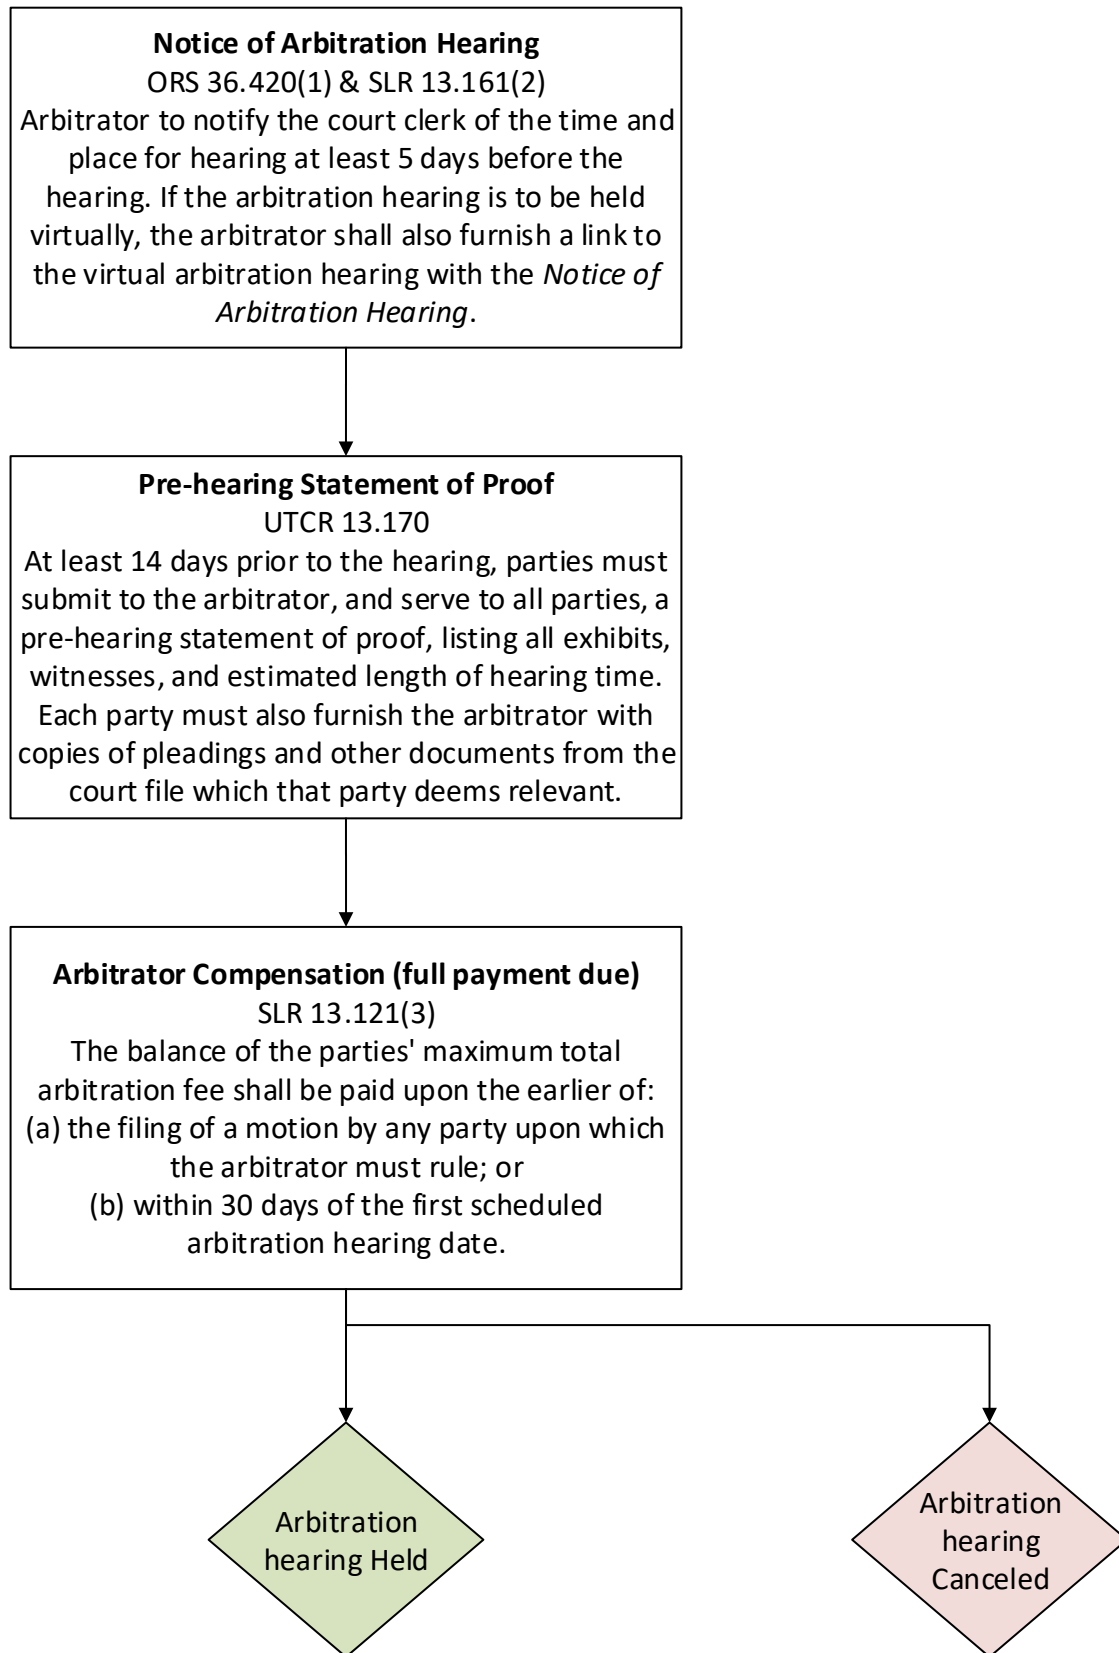 Notice of Arbitration Hearing
ORS 36.420(1) & SLR 13.161(2)
Arbitrator to notify the court clerk of the time and
place for hearing at least 5 days before the
hearing. If the arbitration hearing is to be held
virtually, the arbitrator shall also furnish a link to
the virtual arbitration hearing with the Notice of
Arbitration Hearing.
Pre-hearing Statement of Proof
UTCR 13.170
At least 14 days prior to the hearing, parties must
submit to the arbitrator, and serve to all parties, a
pre-hearing statement of proof, listing all exhibits,
witnesses, and estimated length of hearing time.
Each party must also furnish the arbitrator with
copies of pleadings and other documents from the
court file which that party deems relevant.
Arbitrator Compensation (full payment due)
SLR 13.121(3)
The balance of the parties' maximum total
arbitration fee shall be paid upon the earlier of:
(a) the filing of a motion by any party upon which
the arbitrator must rule; or
(b) within 30 days of the first scheduled
arbitration hearing date.
Arbitration
hearing Held
Arbitration
hearing
Canceled